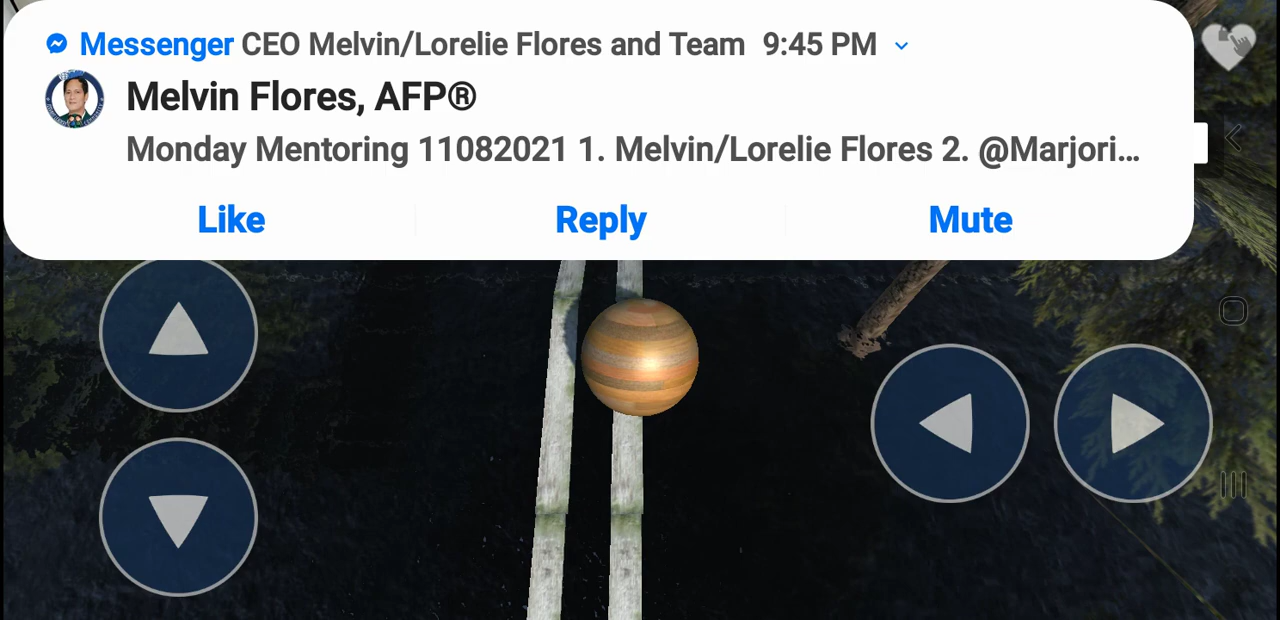 Messenger CEO Melvin/Lorelie Flores and Team 9:45 PM
Melvin Flores, AFP®
Monday Mentoring 11082021 1. Melvin/Lorelie Flores 2. @Marjori...
Like Reply Mute